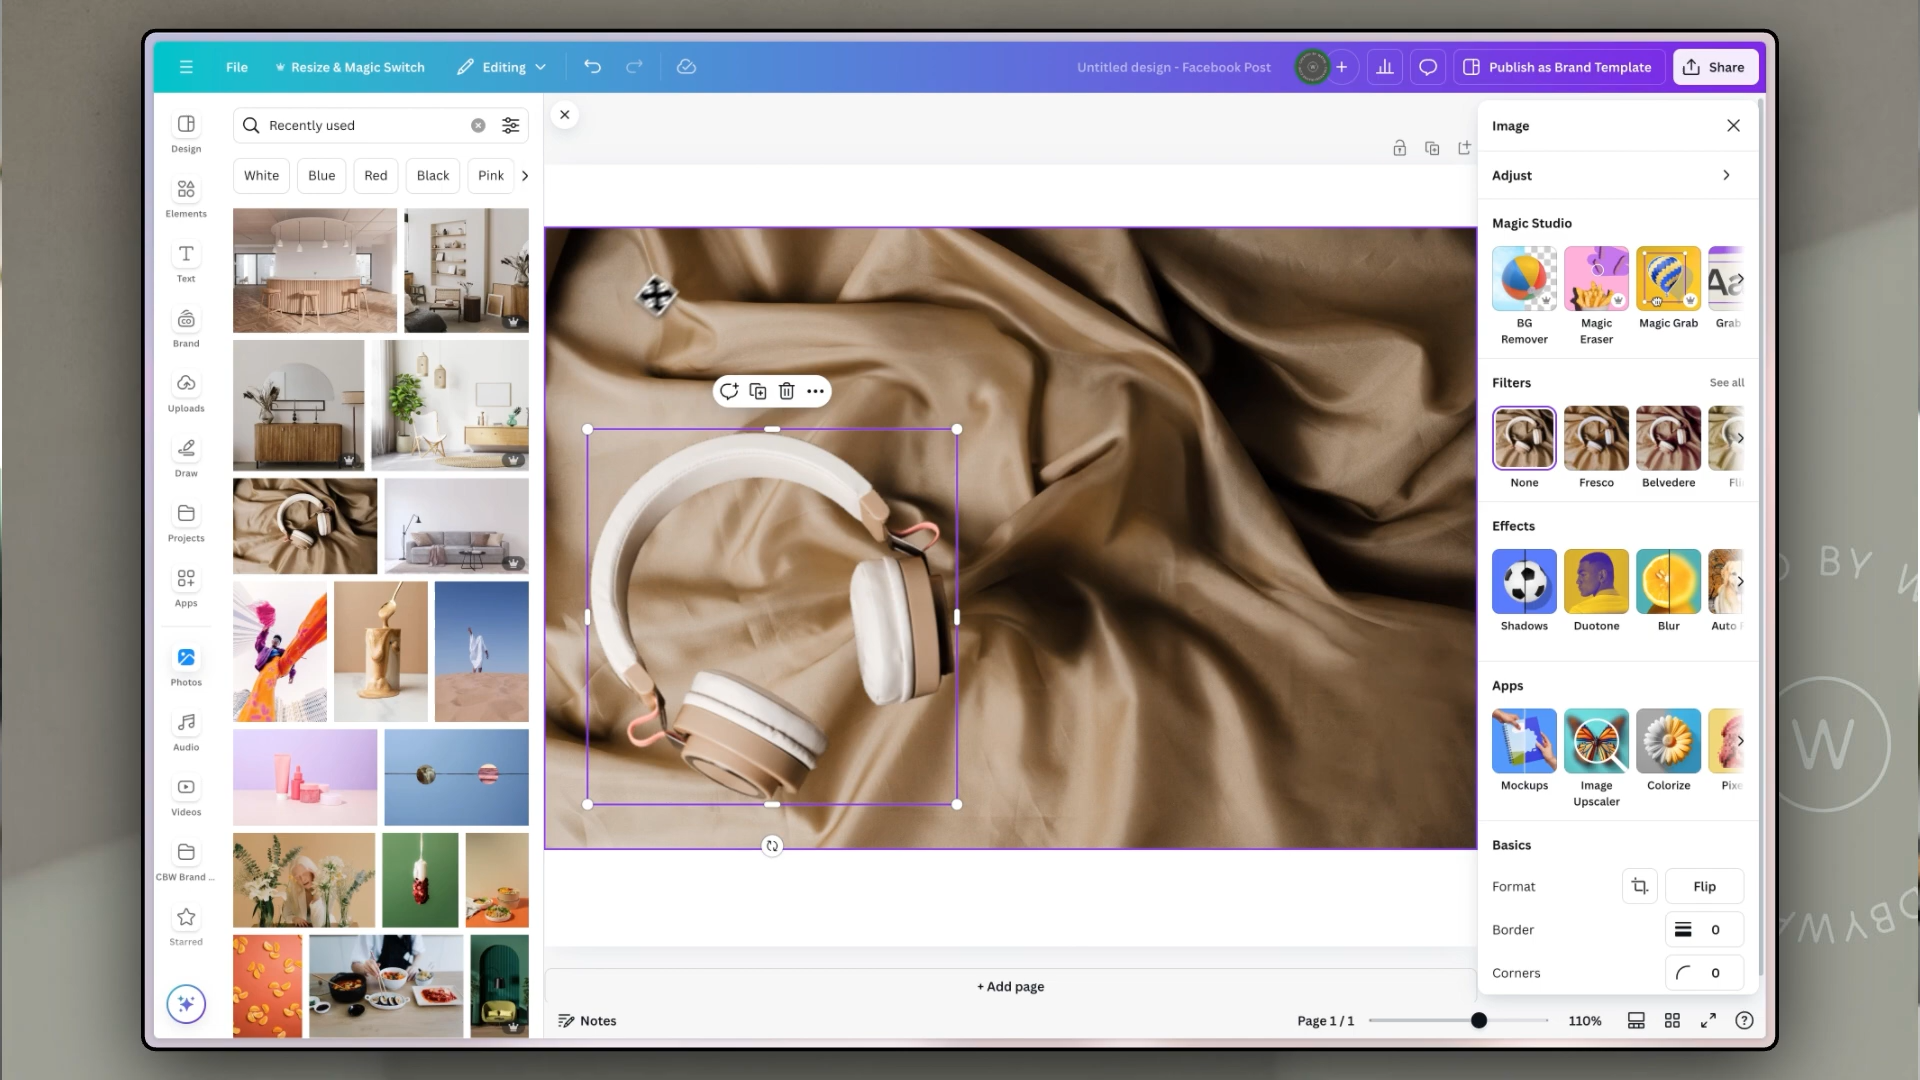 File
Resize & Magic Switch
Editing
Untitled design - Facebook Post
Publish as Brand Template
Share
Design
Elements
Text
Brand
Uploads
Draw
Projects
Apps
Photos
Audio
Videos
CBW Brand ...
Starred
Recently used
White
Blue
Red
Black
Pink
Image
Adjust
Magic Studio
BG
Remover
Magic
Eraser
Magic Grab
Grab
Filters
See all
None
Fresco
Belvedere
Effects
Shadows
Duotone
Blur
Auto
Apps
Mockups
Image
Upscaler
Colorize
Basics
Format
Flip
Border
0
Corners
0
+ Add page
Notes
Page 1 / 1
110%
BY
W